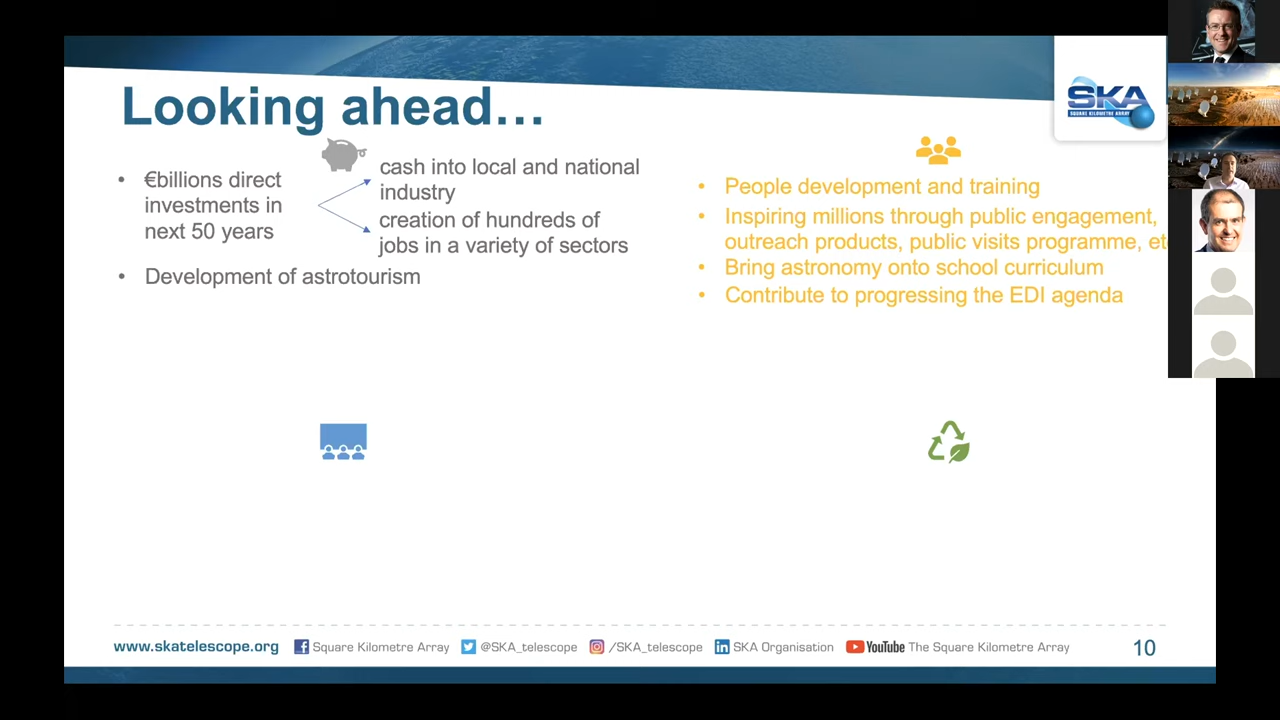 Looking ahead…
SKA
SQUARE KILOMETRE ARRAY
• €billions direct
investments in
next 50 years
cash into local and national
industry
creation of hundreds of
jobs in a variety of sectors
• Development of astrotourism
• People development and training
• Inspiring millions through public engagement,
outreach products, public visits programme, et
• Bring astronomy onto school curriculum
• Contribute to progressing the EDI agenda
www.skatelescope.org Square Kilometre Array @SKA_telescope /SKA_telescope SKA Organisation YouTube The Square Kilometre Array 10